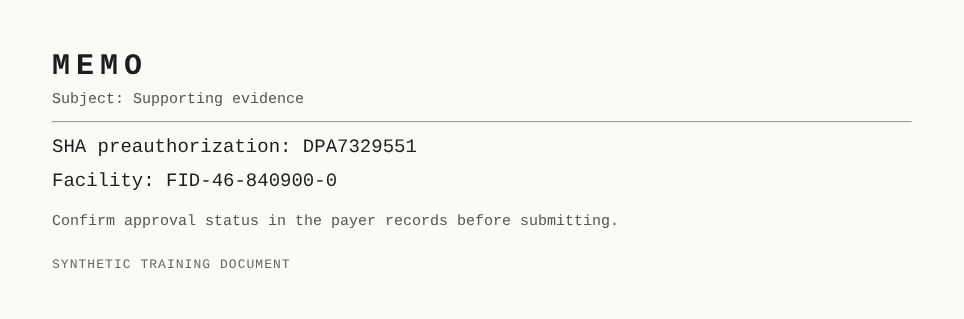 MEMO
Subject: Supporting evidence
SHA preauthorization: DPA7329551
Facility: FID-46-840900-0
Confirm approval status in the payer records before submitting.
SYNTHETIC TRAINING DOCUMENT